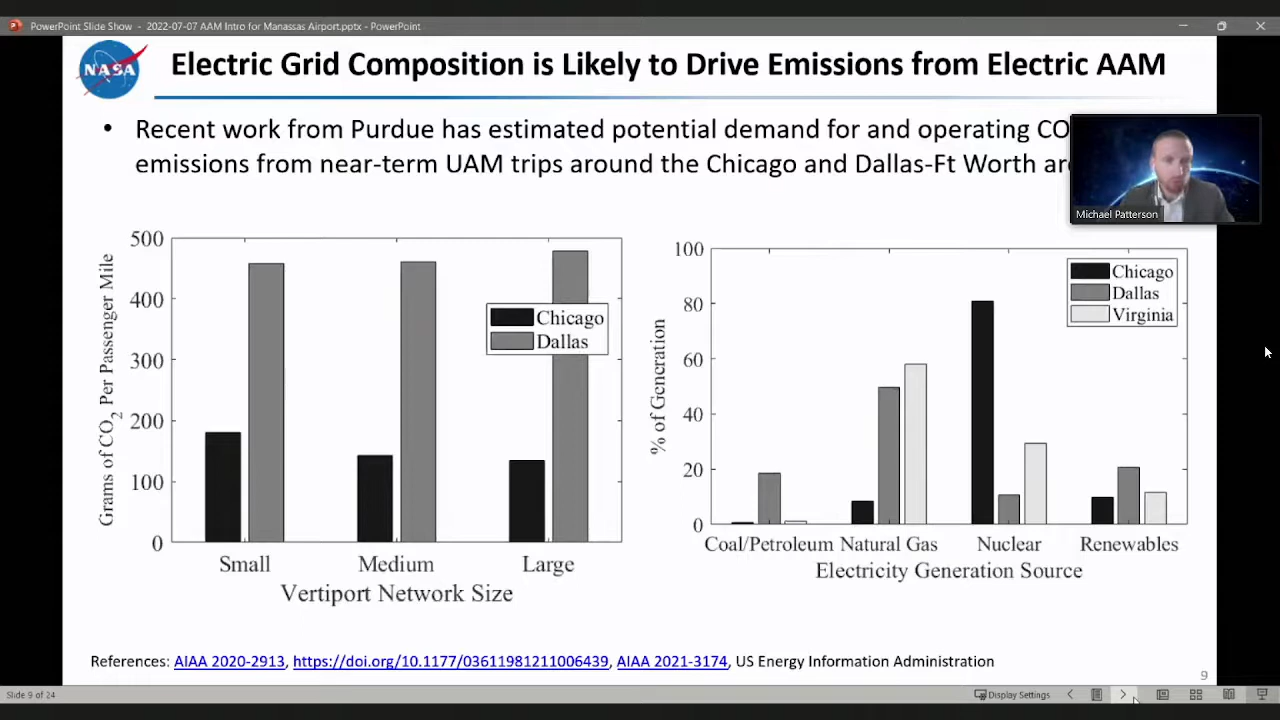 PowerPoint Slide Show - 2022-07-07 AAM Intro for Manassas Airport.pptx - PowerPoint
NASA
Electric Grid Composition is Likely to Drive Emissions from Electric AAM
• Recent work from Purdue has estimated potential demand for and operating CO
emissions from near-term UAM trips around the Chicago and Dallas-Ft Worth
Michael Patterson
500
400
300
200
100
0
Grams of CO2 Per Passenger Mile
Chicago
Dallas
Small Medium Large
Vertiport Network Size
100
80
60
40
20
0
% of Generation
Chicago
Dallas
Virginia
Coal/Petroleum Natural Gas Nuclear Renewables
Electricity Generation Source
References: AIAA 2020-2913, https://doi.org/10.1177/03611981211006439, AIAA 2021-3174, US Energy Information Administration
9
Slide 9 of 24
Display Settings